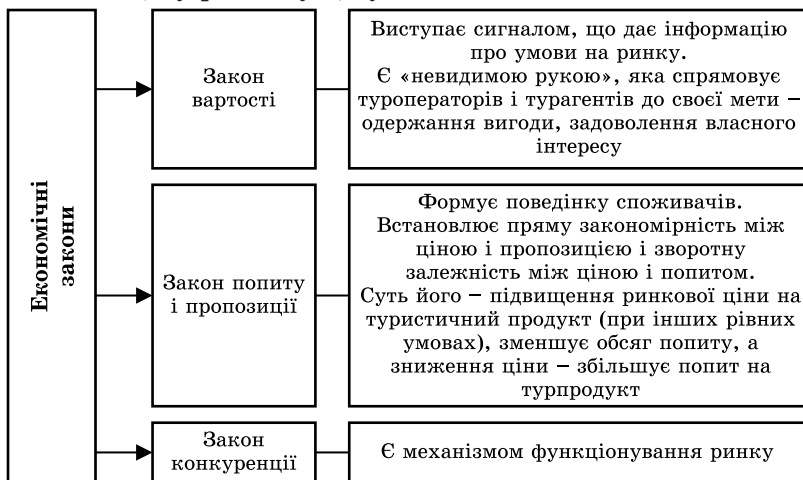 Економічні
закони
Закон
вартості
Виступає сигналом, що дає інформацію
про умови на ринку.
Є «невидимою рукою», яка спрямовує
туроператорів і турагентів до своєї мети –
одержання вигоди, задоволення власного
інтересу
Закон попиту
і пропозиції
Формує поведінку споживачів.
Встановлює пряму закономірність між
ціною і пропозицією і зворотну
залежність між ціною і попитом.
Суть його – підвищення ринкової ціни на
туристичний продукт (при інших рівних
умовах), зменшує обсяг попиту, а
зниження ціни – збільшує попит на
турпродукт
Закон
конкуренції
Є механізмом функціонування ринку